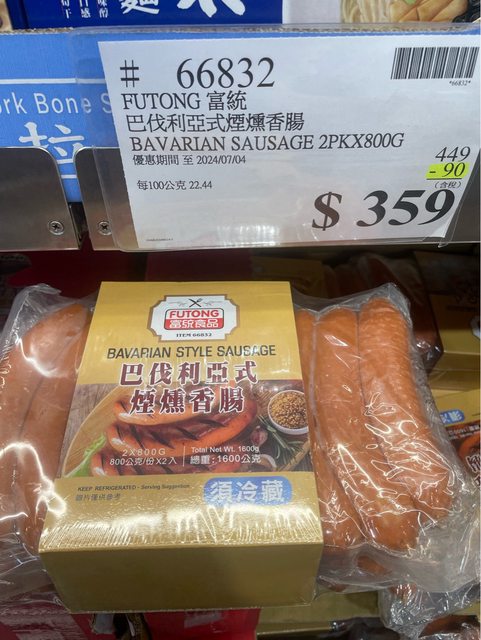 # 66832
*66832*
FUTONG 富統
巴伐利亞式煙燻香腸
BAVARIAN SAUSAGE 2PKX800G
優惠期間 至 2024/07/04
449
- 90
(含稅)
每100公克 22.44
$ 359
rk Bone S
FUTONG
富統食品
ITEM 66832
BAVARIAN STYLE SAUSAGE
巴伐利亞式
煙燻香腸
2X800G
800公克/份X2入
Total Net Wt. 1600g
總重:1600公克
KEEP REFRIGERATED - Serving Suggestion
圖片僅供參考
須冷藏